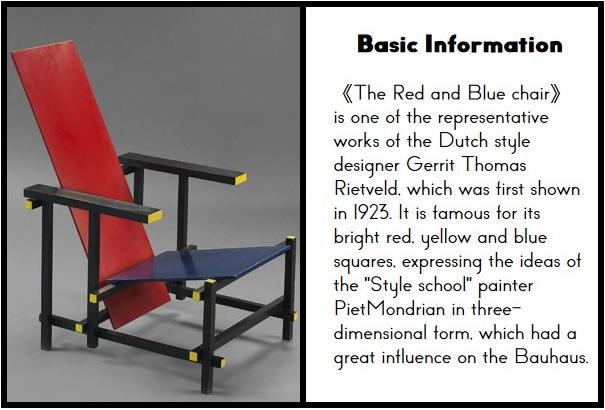 Basic Information
《The Red and Blue chair》
is one of the representative
works of the Dutch style
designer Gerrit Thomas
Rietveld, which was first shown
in 1923. It is famous for its
bright red, yellow and blue
squares, expressing the ideas of
the "Style school" painter
PietMondrian in three-
dimensional form, which had a
great influence on the Bauhaus.